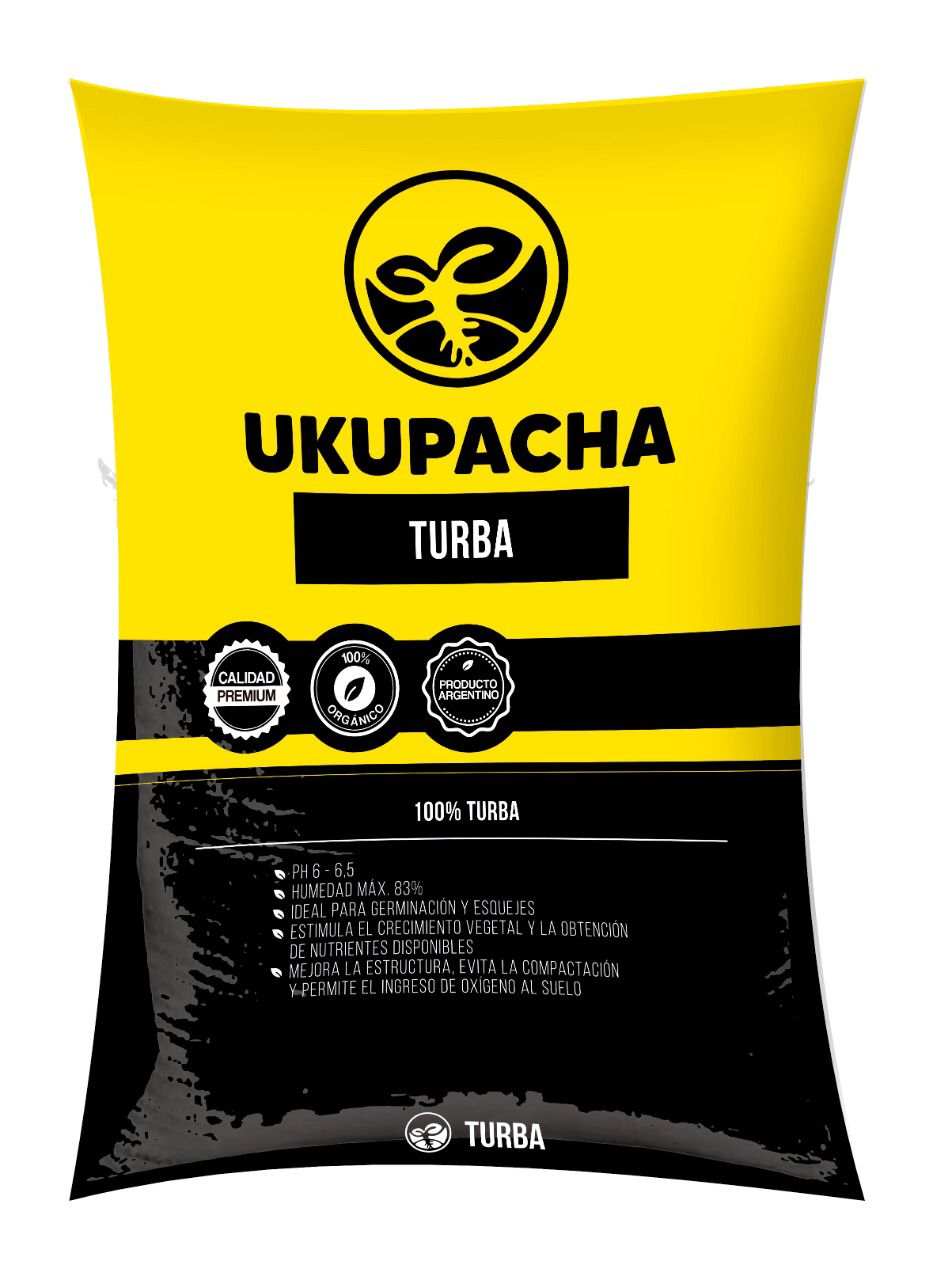 UKUPACHA
TURBA
CALIDAD
PREMIUM
100%
ORGÁNICO
PRODUCTO
ARGENTINO
100% TURBA
PH 6 - 6,5
HUMEDAD MÁX. 83%
IDEAL PARA GERMINACIÓN Y ESQUEJES
ESTIMULA EL CRECIMIENTO VEGETAL Y LA OBTENCIÓN
DE NUTRIENTES DISPONIBLES
MEJORA LA ESTRUCTURA, EVITA LA COMPACTACIÓN
Y PERMITE EL INGRESO DE OXÍGENO AL SUELO
TURBA